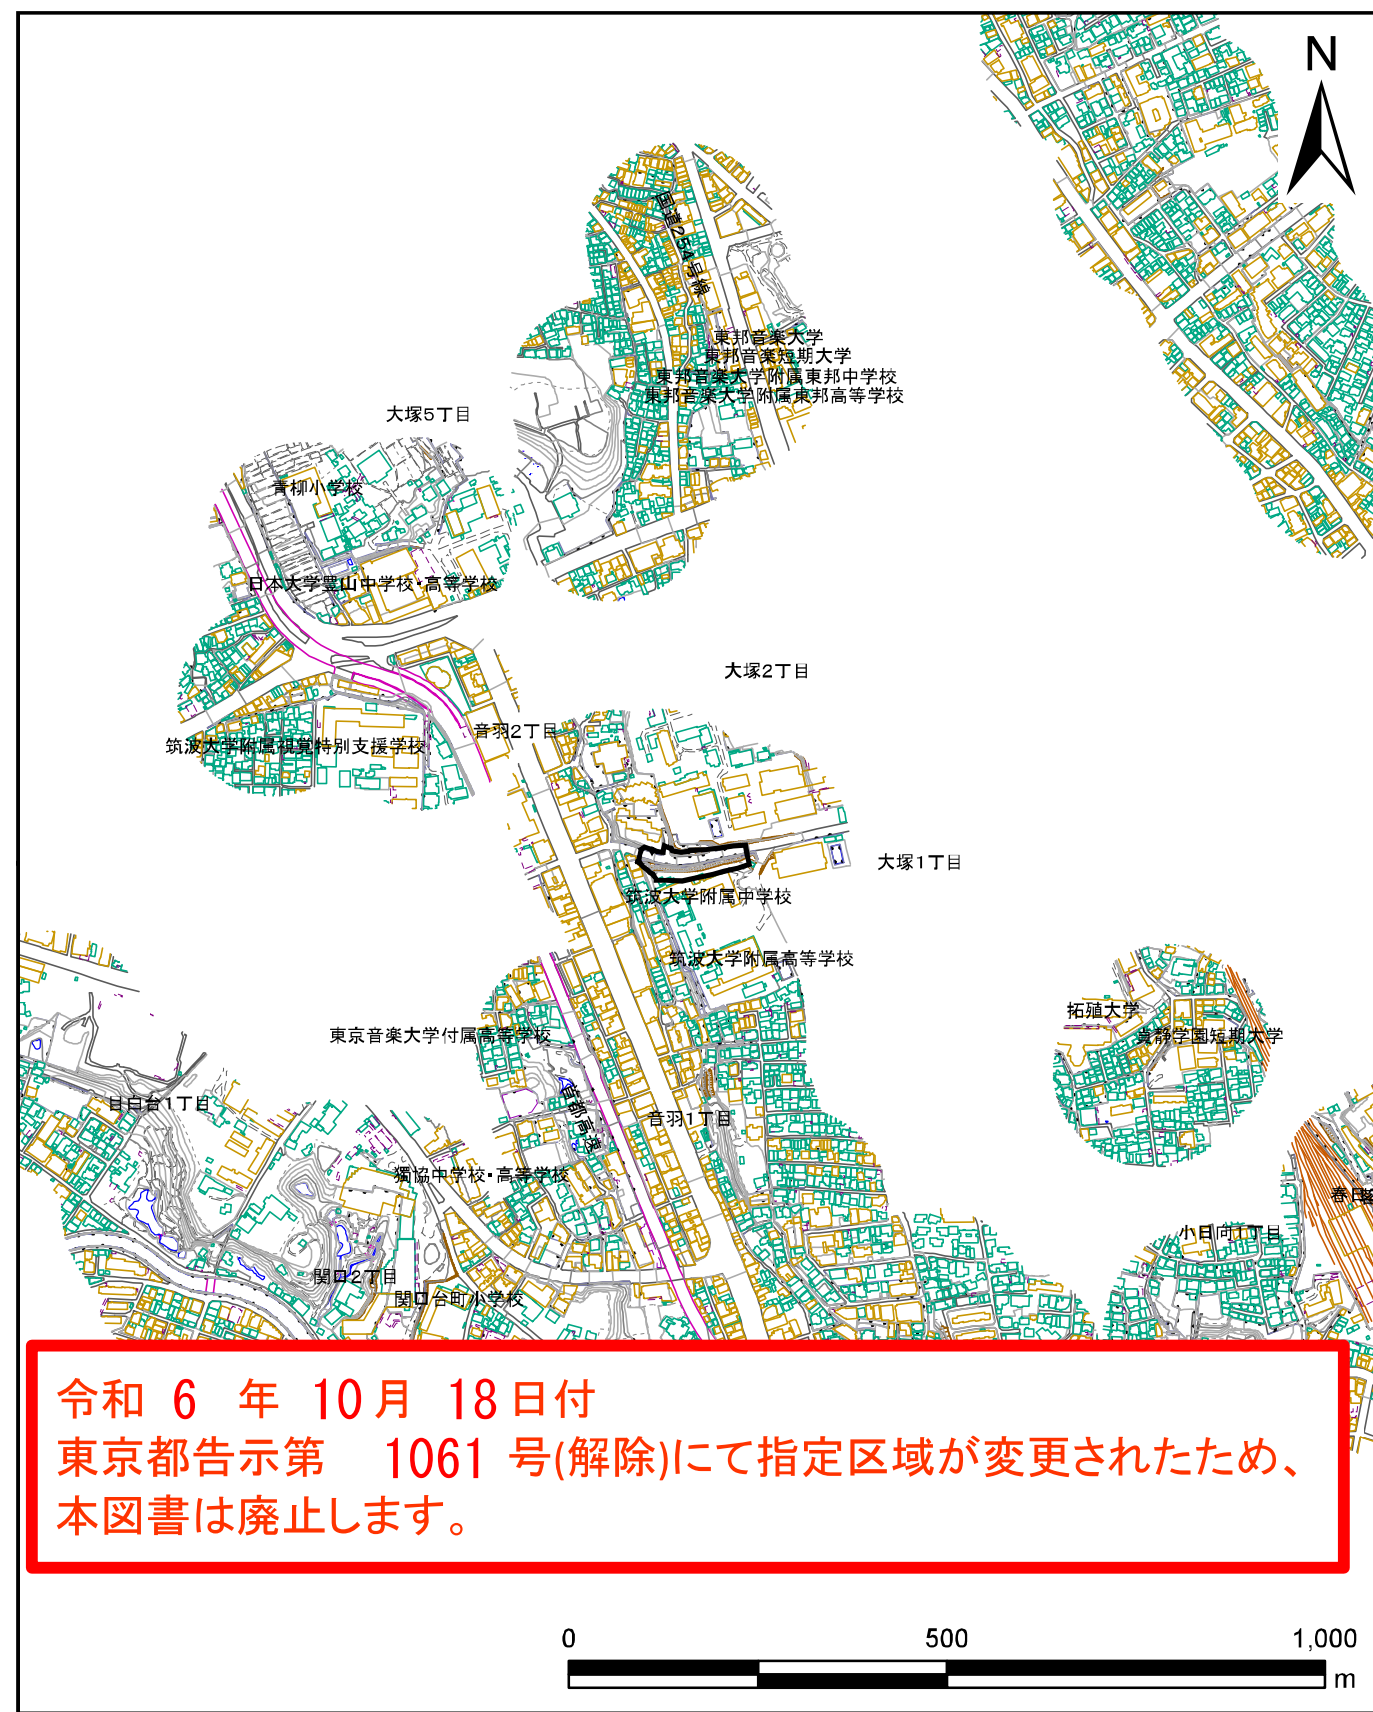 N
国道254号線
東邦音楽大学
東邦音楽短期大学
東邦音楽大学附属東邦中学校
東邦音楽大学附属東邦高等学校
大塚5丁目
青柳小学校
日本大学豊山中学校・高等学校
大塚2丁目
音羽2丁目
筑波大学附属視覚特別支援学校
大塚1丁目
筑波大学附属中学校
筑波大学附属高等学校
拓殖大学
貞静学園短期大学
東京音楽大学付属高等学校
目白台1丁目
首都高速
音羽1丁目
獨協中学校・高等学校
春日
小日向1丁目
関口2丁目
関口台町小学校
令和 6 年 10月 18日付
東京都告示第 1061 号(解除)にて指定区域が変更されたため、
本図書は廃止します。
0 500 1,000
m